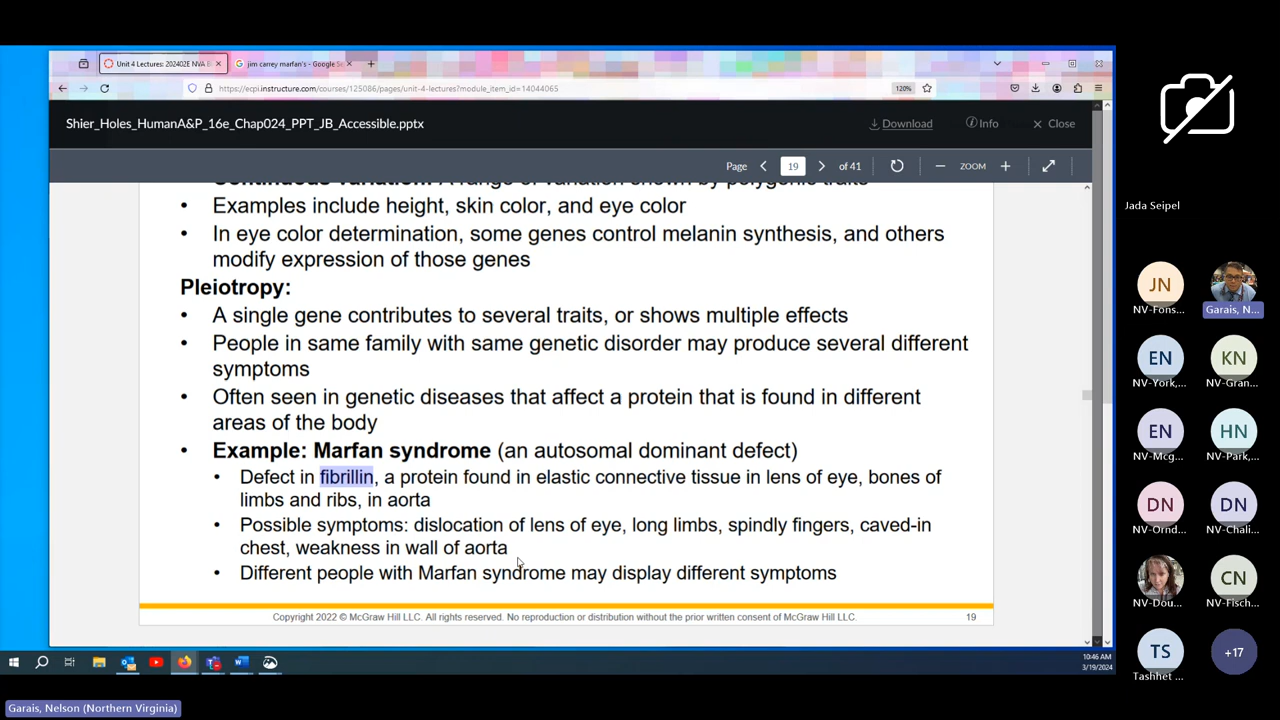 Unit 4 Lectures: 202402E NVA B
jim carrey marfan's - Google Se
https://ecpi.instructure.com/courses/125086/pages/unit-4-lectures?module_item_id=14044065
120%
Shier_Holes_HumanA&P_16e_Chap024_PPT_JB_Accessible.pptx
Download
Info
Close
Page
19
of 41
ZOOM
Continuous variation: A range of variation shown by polygenic traits
• Examples include height, skin color, and eye color
• In eye color determination, some genes control melanin synthesis, and others
modify expression of those genes
Pleiotropy:
• A single gene contributes to several traits, or shows multiple effects
• People in same family with same genetic disorder may produce several different
symptoms
• Often seen in genetic diseases that affect a protein that is found in different
areas of the body
• Example: Marfan syndrome (an autosomal dominant defect)
• Defect in fibrillin, a protein found in elastic connective tissue in lens of eye, bones of
limbs and ribs, in aorta
• Possible symptoms: dislocation of lens of eye, long limbs, spindly fingers, caved-in
chest, weakness in wall of aorta
• Different people with Marfan syndrome may display different symptoms
Copyright 2022 © McGraw Hill LLC. All rights reserved. No reproduction or distribution without the prior written consent of McGraw Hill LLC.
19
10:46 AM
3/19/2024
Garais, Nelson (Northern Virginia)
Jada Seipel
JN
NV-Fons...
Garais, N...
EN
NV-York,...
KN
NV-Gran...
EN
NV-Mcg...
HN
NV-Park,...
DN
NV-Ornd...
DN
NV-Chali...
NV-Dou...
CN
NV-Fisch...
TS
Tashhet ...
+17